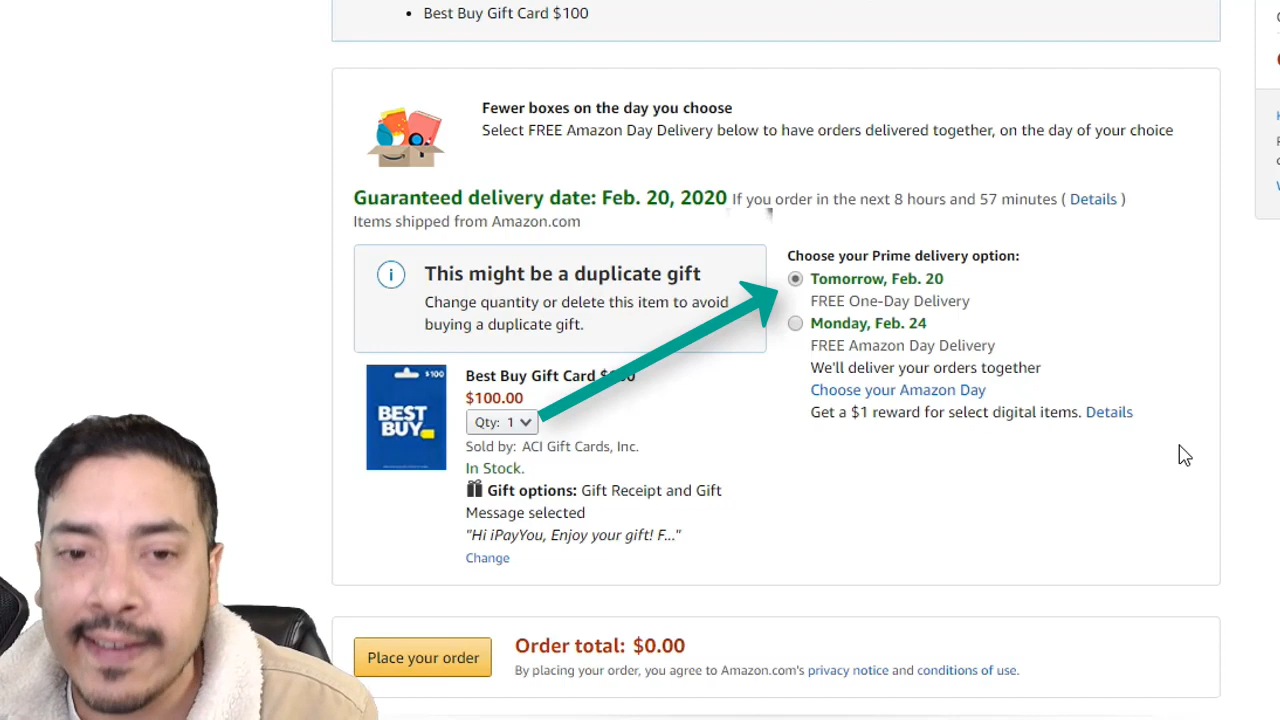 Best Buy Gift Card $100
Fewer boxes on the day you choose
Select FREE Amazon Day Delivery below to have orders delivered together, on the day of your choice
Guaranteed delivery date: Feb. 20, 2020 If you order in the next 8 hours and 57 minutes ( Details )
Items shipped from Amazon.com
This might be a duplicate gift
Change quantity or delete this item to avoid
buying a duplicate gift.
Choose your Prime delivery option:
Tomorrow, Feb. 20
FREE One-Day Delivery
Monday, Feb. 24
FREE Amazon Day Delivery
We'll deliver your orders together
Choose your Amazon Day
Get a $1 reward for select digital items. Details
$100
BEST
BUY
Best Buy Gift Card
$100.00
Qty: 1
Sold by: ACI Gift Cards, Inc.
In Stock.
Gift options: Gift Receipt and Gift
Message selected
"Hi iPayYou, Enjoy your gift! F..."
Change
Place your order
Order total: $0.00
By placing your order, you agree to Amazon.com's privacy notice and conditions of use.